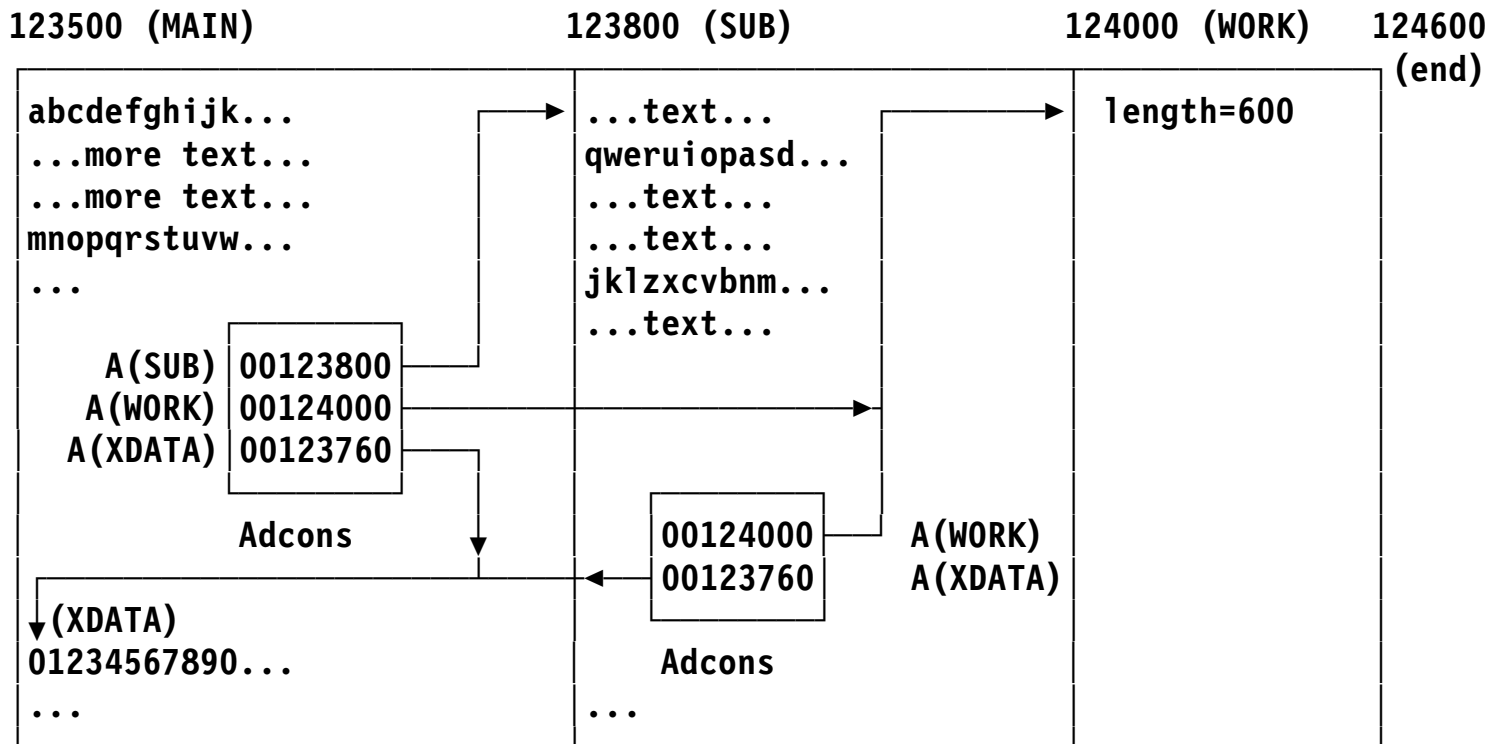 123500 (MAIN) 123800 (SUB) 124000 (WORK) 124600
(end)
abcdefghijk... ...text... length=600
...more text... qweruiopasd...
...more text... ...text...
mnopqrstuvw... ...text...
... jklzxcvbnm...
...text...
A(SUB) 00123800
A(WORK) 00124000
A(XDATA) 00123760
Adcons 00124000 A(WORK)
00123760 A(XDATA)
(XDATA)
01234567890... Adcons
... ...